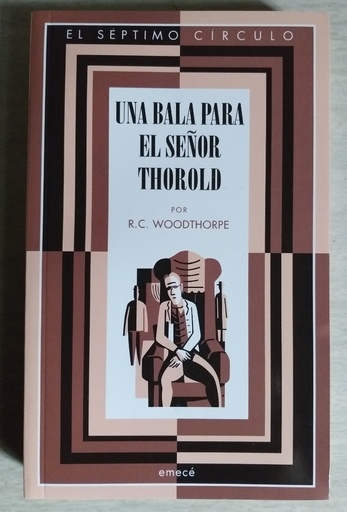 EL SÉPTIMO CÍRCULO
UNA BALA PARA
EL SEÑOR
THOROLD
POR
R.C. WOODTHORPE
emecé